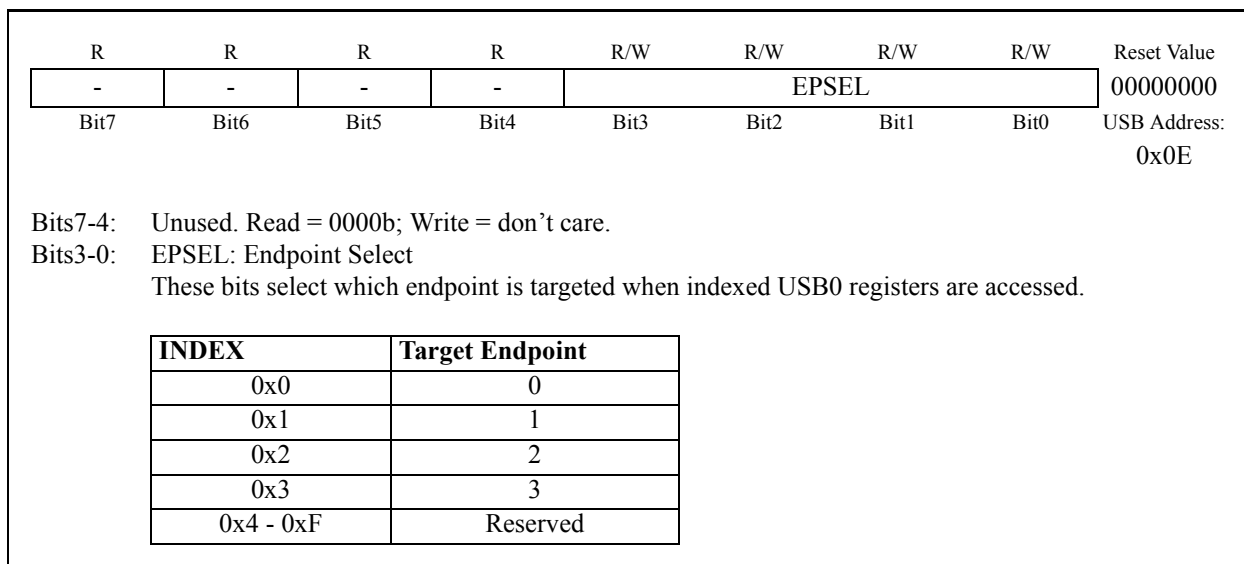 R R R R R/W R/W R/W R/W Reset Value
- - - - EPSEL 00000000
Bit7 Bit6 Bit5 Bit4 Bit3 Bit2 Bit1 Bit0 USB Address:
0x0E
Bits7-4: Unused. Read = 0000b; Write = don’t care.
Bits3-0: EPSEL: Endpoint Select
These bits select which endpoint is targeted when indexed USB0 registers are accessed.
INDEX Target Endpoint
0x0 0
0x1 1
0x2 2
0x3 3
0x4 - 0xF Reserved